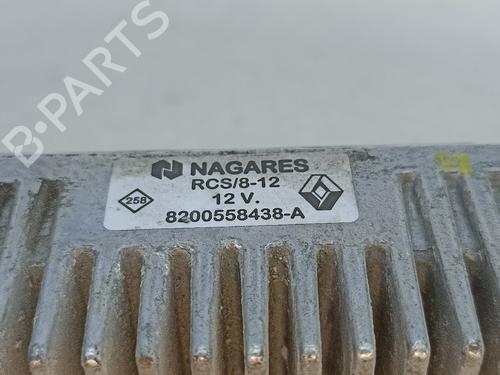 B-PARTS
NAGARES
RCS/8-12
258
12 V.
8200558438-A